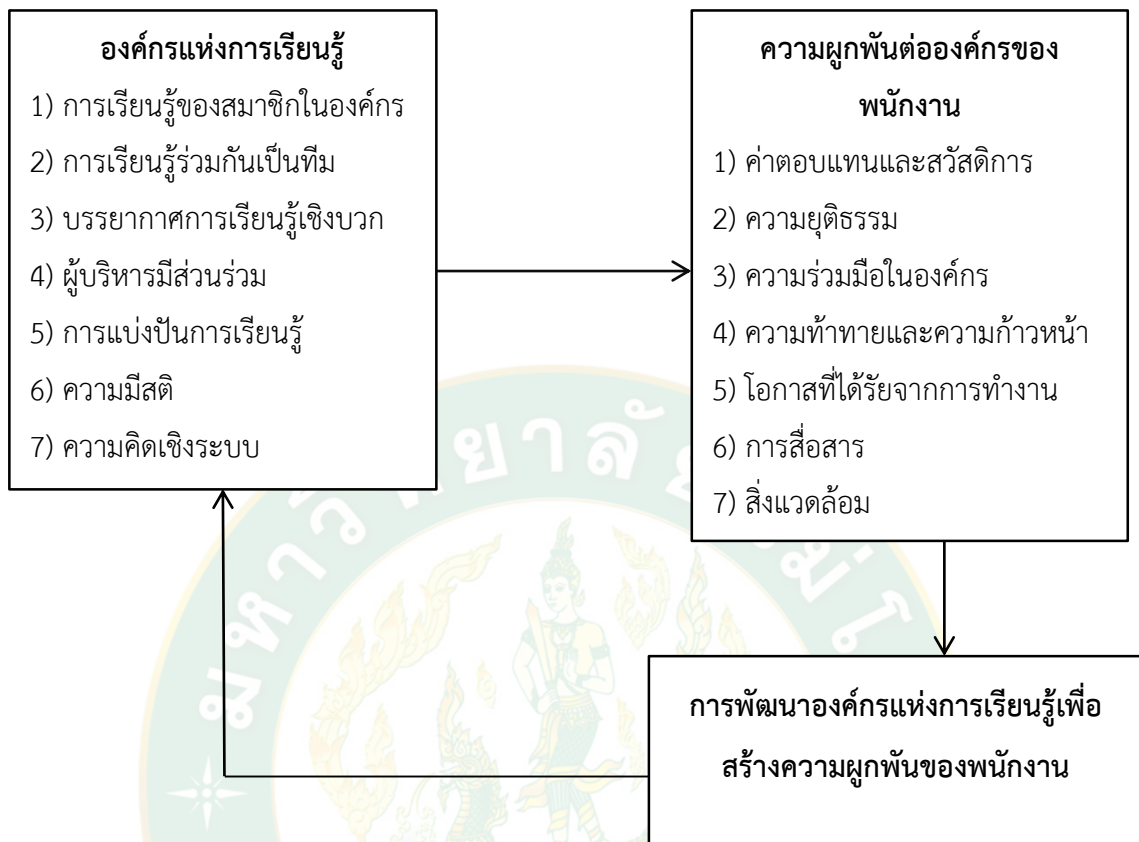 องค์กรแห่งการเรียนรู้
1) การเรียนรู้ของสมาชิกในองค์กร
2) การเรียนรู้ร่วมกันเป็นทีม
3) บรรยากาศการเรียนรู้เชิงบวก
4) ผู้บริหารมีส่วนร่วม
5) การแบ่งปันการเรียนรู้
6) ความมีสติ
7) ความคิดเชิงระบบ
ความผูกพันต่อองค์กรของ
พนักงาน
1) ค่าตอบแทนและสวัสดิการ
2) ความยุติธรรม
3) ความร่วมมือในองค์กร
4) ความท้าทายและความก้าวหน้า
5) โอกาสที่ได้รัยจากการทำงาน
6) การสื่อสาร
7) สิ่งแวดล้อม
การพัฒนาองค์กรแห่งการเรียนรู้เพื่อ
สร้างความผูกพันของพนักงาน